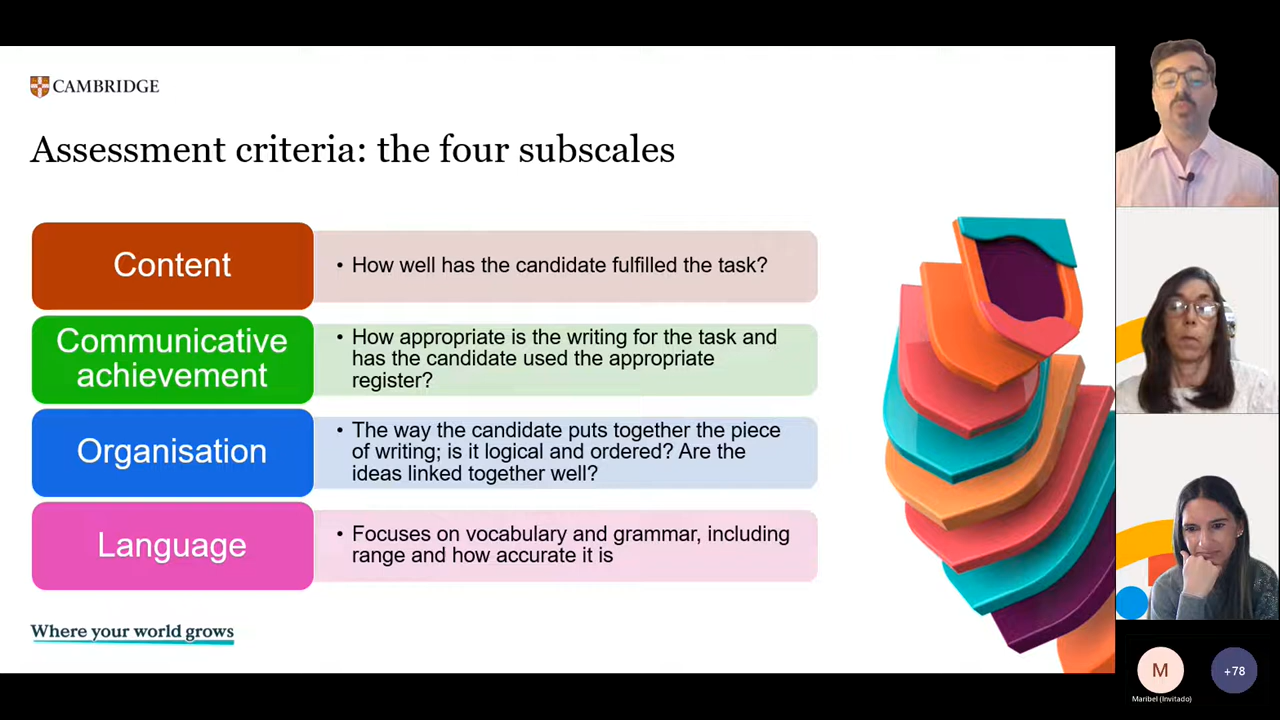 CAMBRIDGE
Assessment criteria: the four subscales
Content
• How well has the candidate fulfilled the task?
Communicative
achievement
• How appropriate is the writing for the task and
has the candidate used the appropriate
register?
Organisation
• The way the candidate puts together the piece
of writing; is it logical and ordered? Are the
ideas linked together well?
Language
• Focuses on vocabulary and grammar, including
range and how accurate it is
Where your world grows
M
+78
Maribel (Invitado)